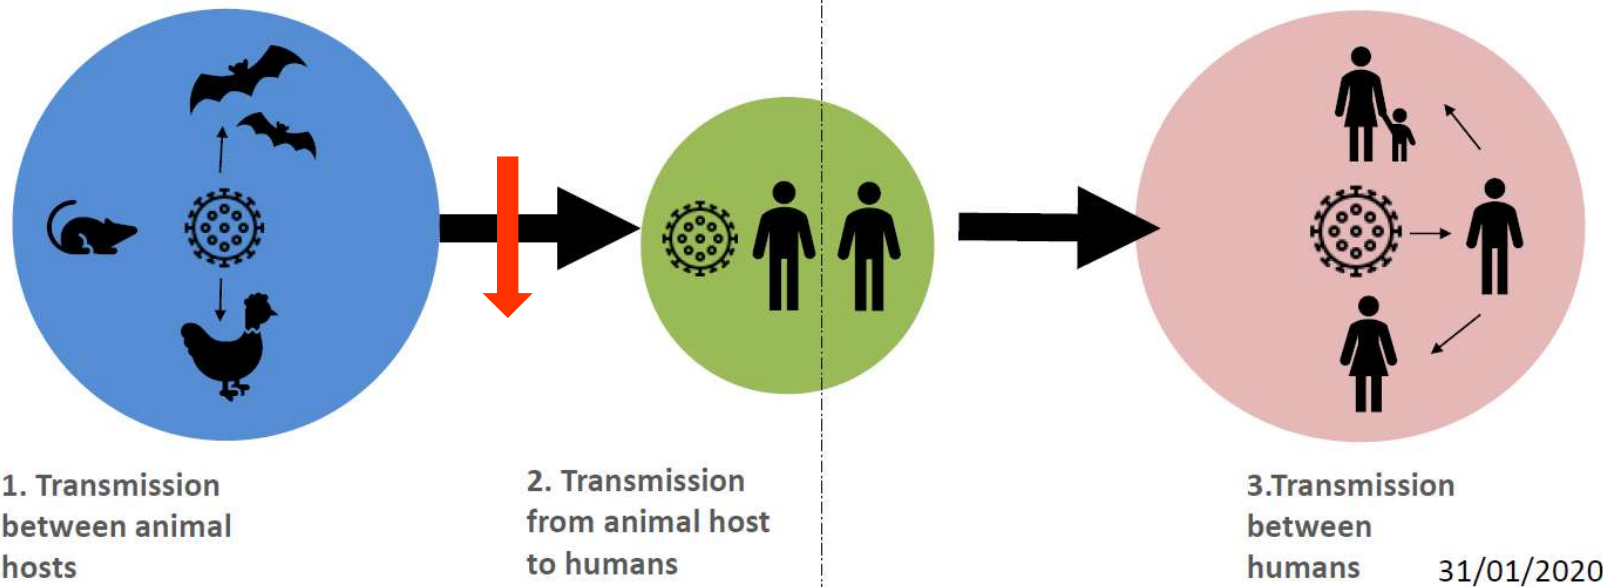 1. Transmission
between animal
hosts
2. Transmission
from animal host
to humans
3.Transmission
between
humans
31/01/2020